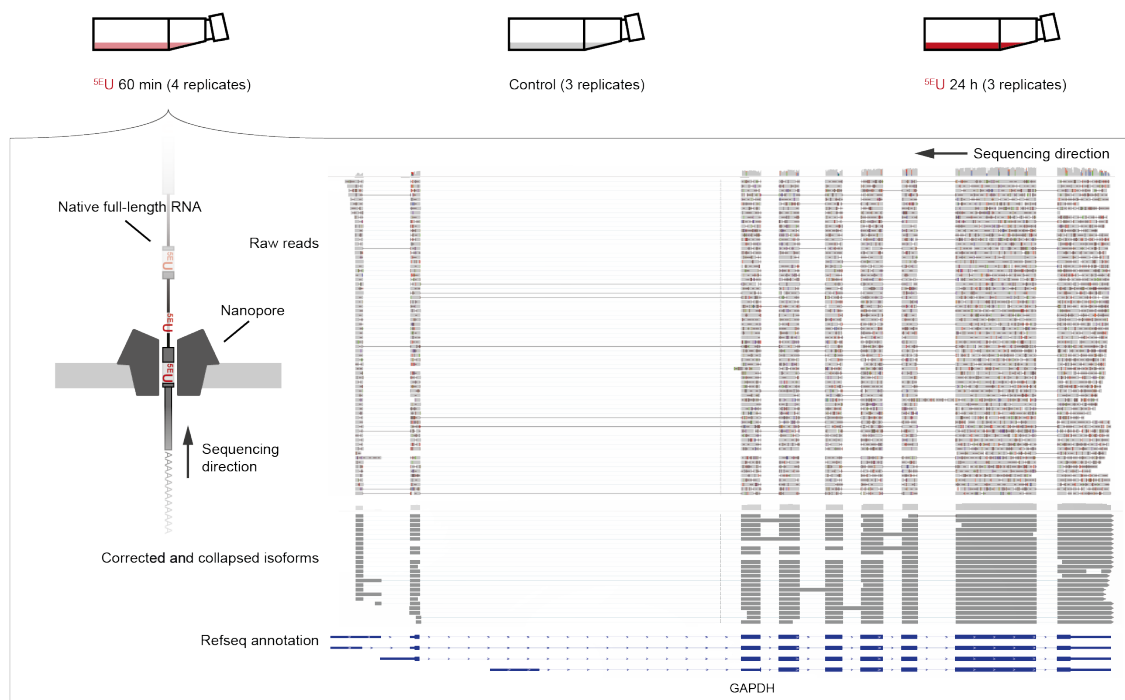 5EU 60 min (4 replicates)
Control (3 replicates)
5EU 24 h (3 replicates)
Sequencing direction
Native full-length RNA
Raw reads
5EU
5EU
5EU
Nanopore
Sequencing
direction
Corrected and collapsed isoforms
Refseq annotation
GAPDH